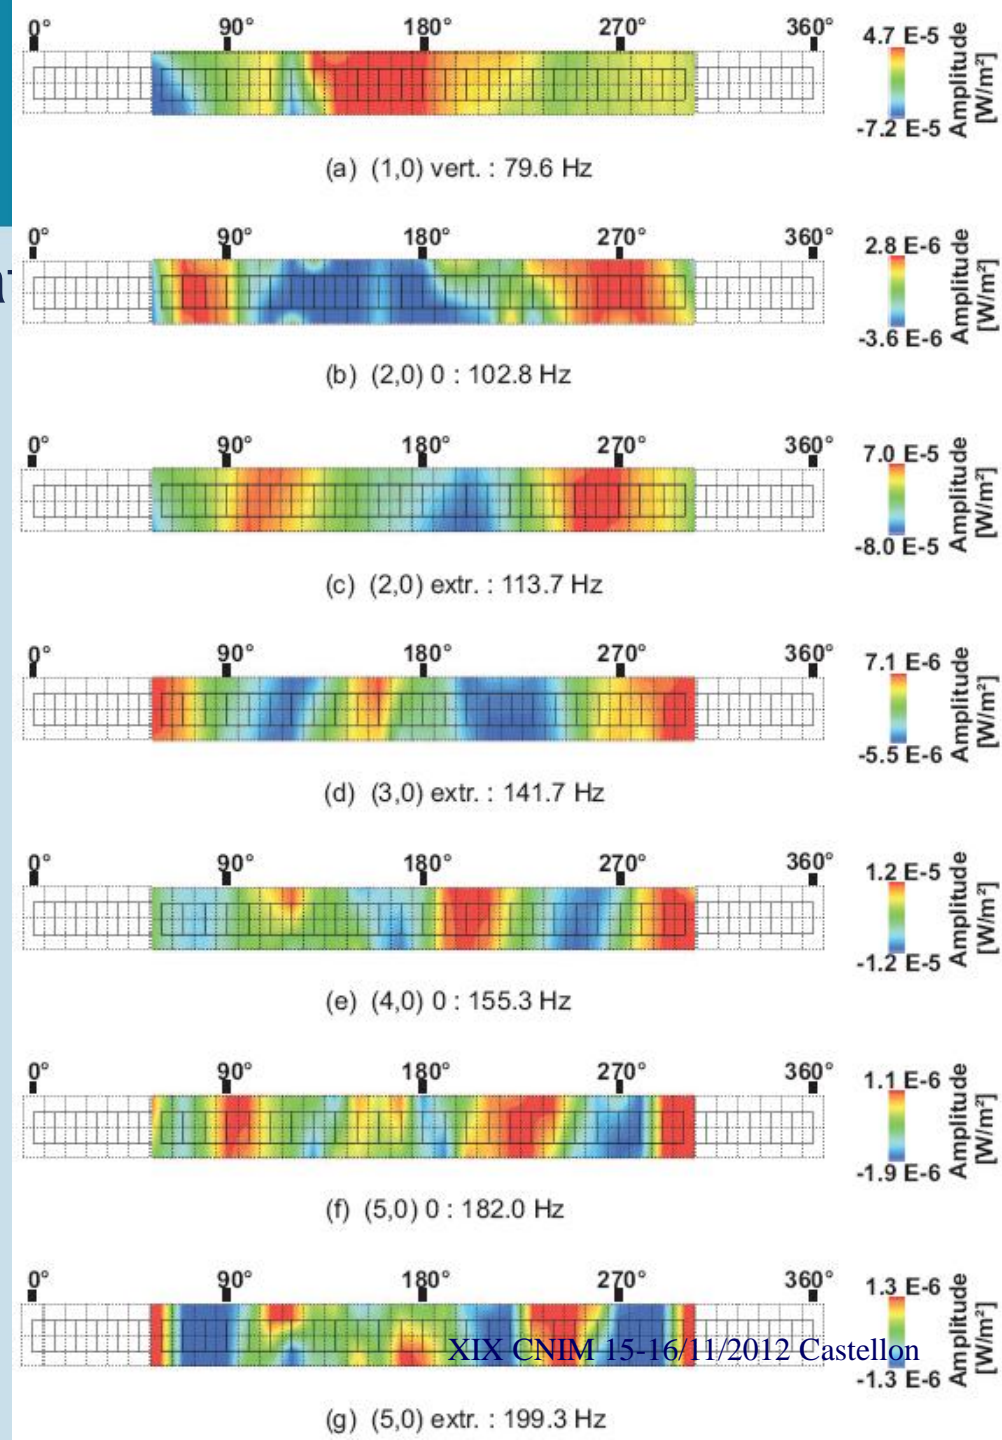 0° 90° 180° 270° 360°
4.7 E-5
-7.2 E-5
Amplitude
[W/m²]
(a) (1,0) vert. : 79.6 Hz
0° 90° 180° 270° 360°
2.8 E-6
-3.6 E-6
Amplitude
[W/m²]
(b) (2,0) 0 : 102.8 Hz
0° 90° 180° 270° 360°
7.0 E-5
-8.0 E-5
Amplitude
[W/m²]
(c) (2,0) extr. : 113.7 Hz
0° 90° 180° 270° 360°
7.1 E-6
-5.5 E-6
Amplitude
[W/m²]
(d) (3,0) extr. : 141.7 Hz
0° 90° 180° 270° 360°
1.2 E-5
-1.2 E-5
Amplitude
[W/m²]
(e) (4,0) 0 : 155.3 Hz
0° 90° 180° 270° 360°
1.1 E-6
-1.9 E-6
Amplitude
[W/m²]
(f) (5,0) 0 : 182.0 Hz
0° 90° 180° 270° 360°
1.3 E-6
-1.3 E-6
Amplitude
[W/m²]
XIX CNIM 15-16/11/2012 Castellon
(g) (5,0) extr. : 199.3 Hz